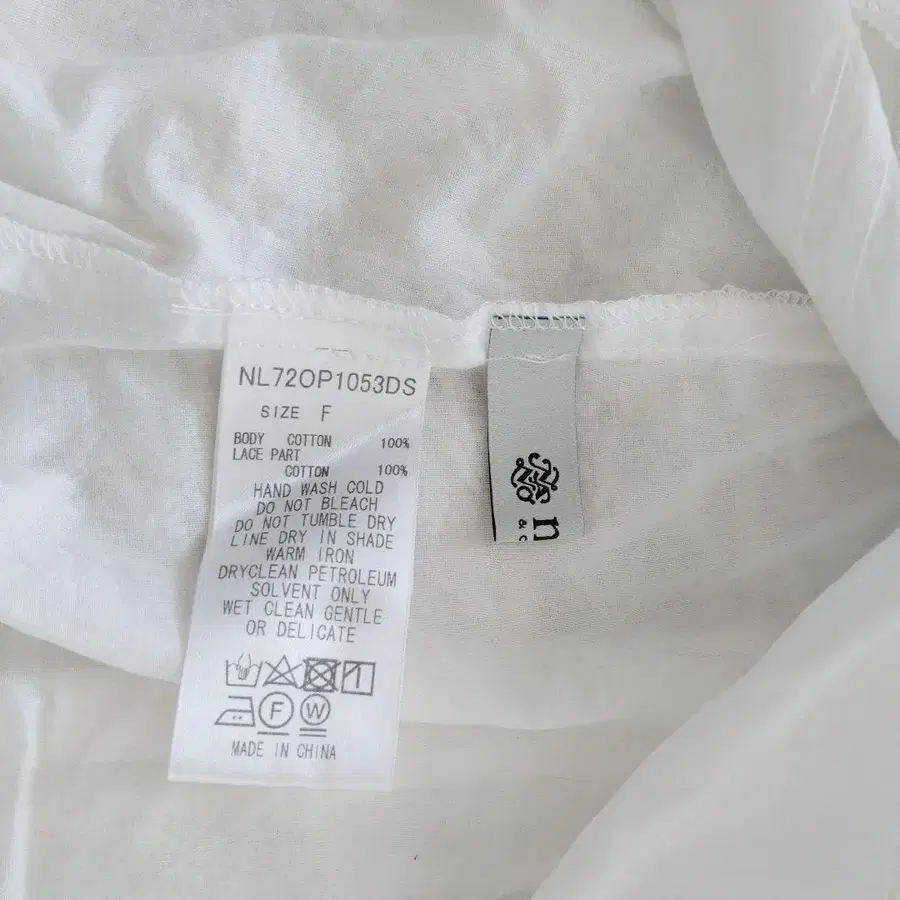 NL72OP1053DS
SIZE F
BODY COTTON 100%
LACE PART
COTTON 100%
HAND WASH COLD
DO NOT BLEACH
DO NOT TUMBLE DRY
LINE DRY IN SHADE
WARM IRON
DRYCLEAN PETROLEUM
SOLVENT ONLY
WET CLEAN GENTLE
OR DELICATE
F W
MADE IN CHINA
n
& c